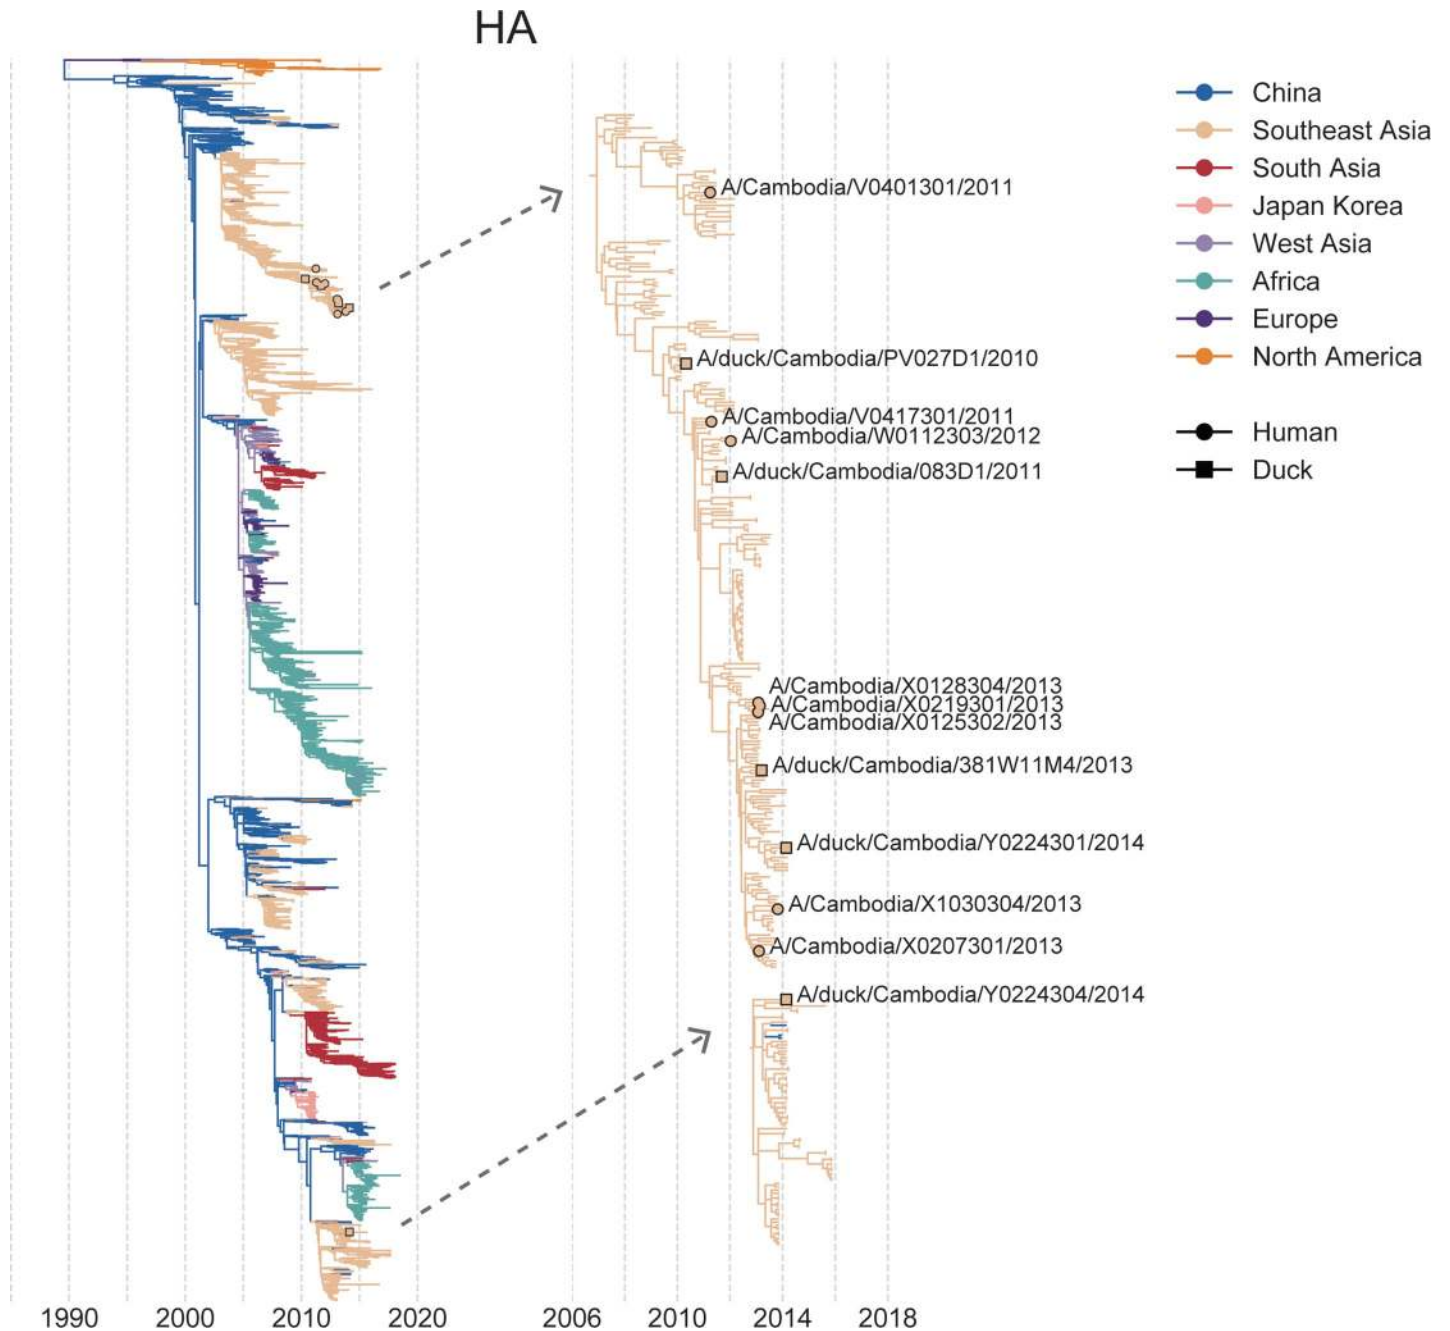 HA
China
Southeast Asia
South Asia
Japan Korea
West Asia
Africa
Europe
North America
Human
Duck
A/Cambodia/V0401301/2011
A/duck/Cambodia/PV027D1/2010
A/Cambodia/V0417301/2011
A/Cambodia/W0112303/2012
A/duck/Cambodia/083D1/2011
A/Cambodia/X0128304/2013
A/Cambodia/X0219301/2013
A/Cambodia/X0125302/2013
A/duck/Cambodia/381W11M4/2013
A/duck/Cambodia/Y0224301/2014
A/Cambodia/X1030304/2013
A/Cambodia/X0207301/2013
A/duck/Cambodia/Y0224304/2014
1990 2000 2010 2020
2006 2010 2014 2018